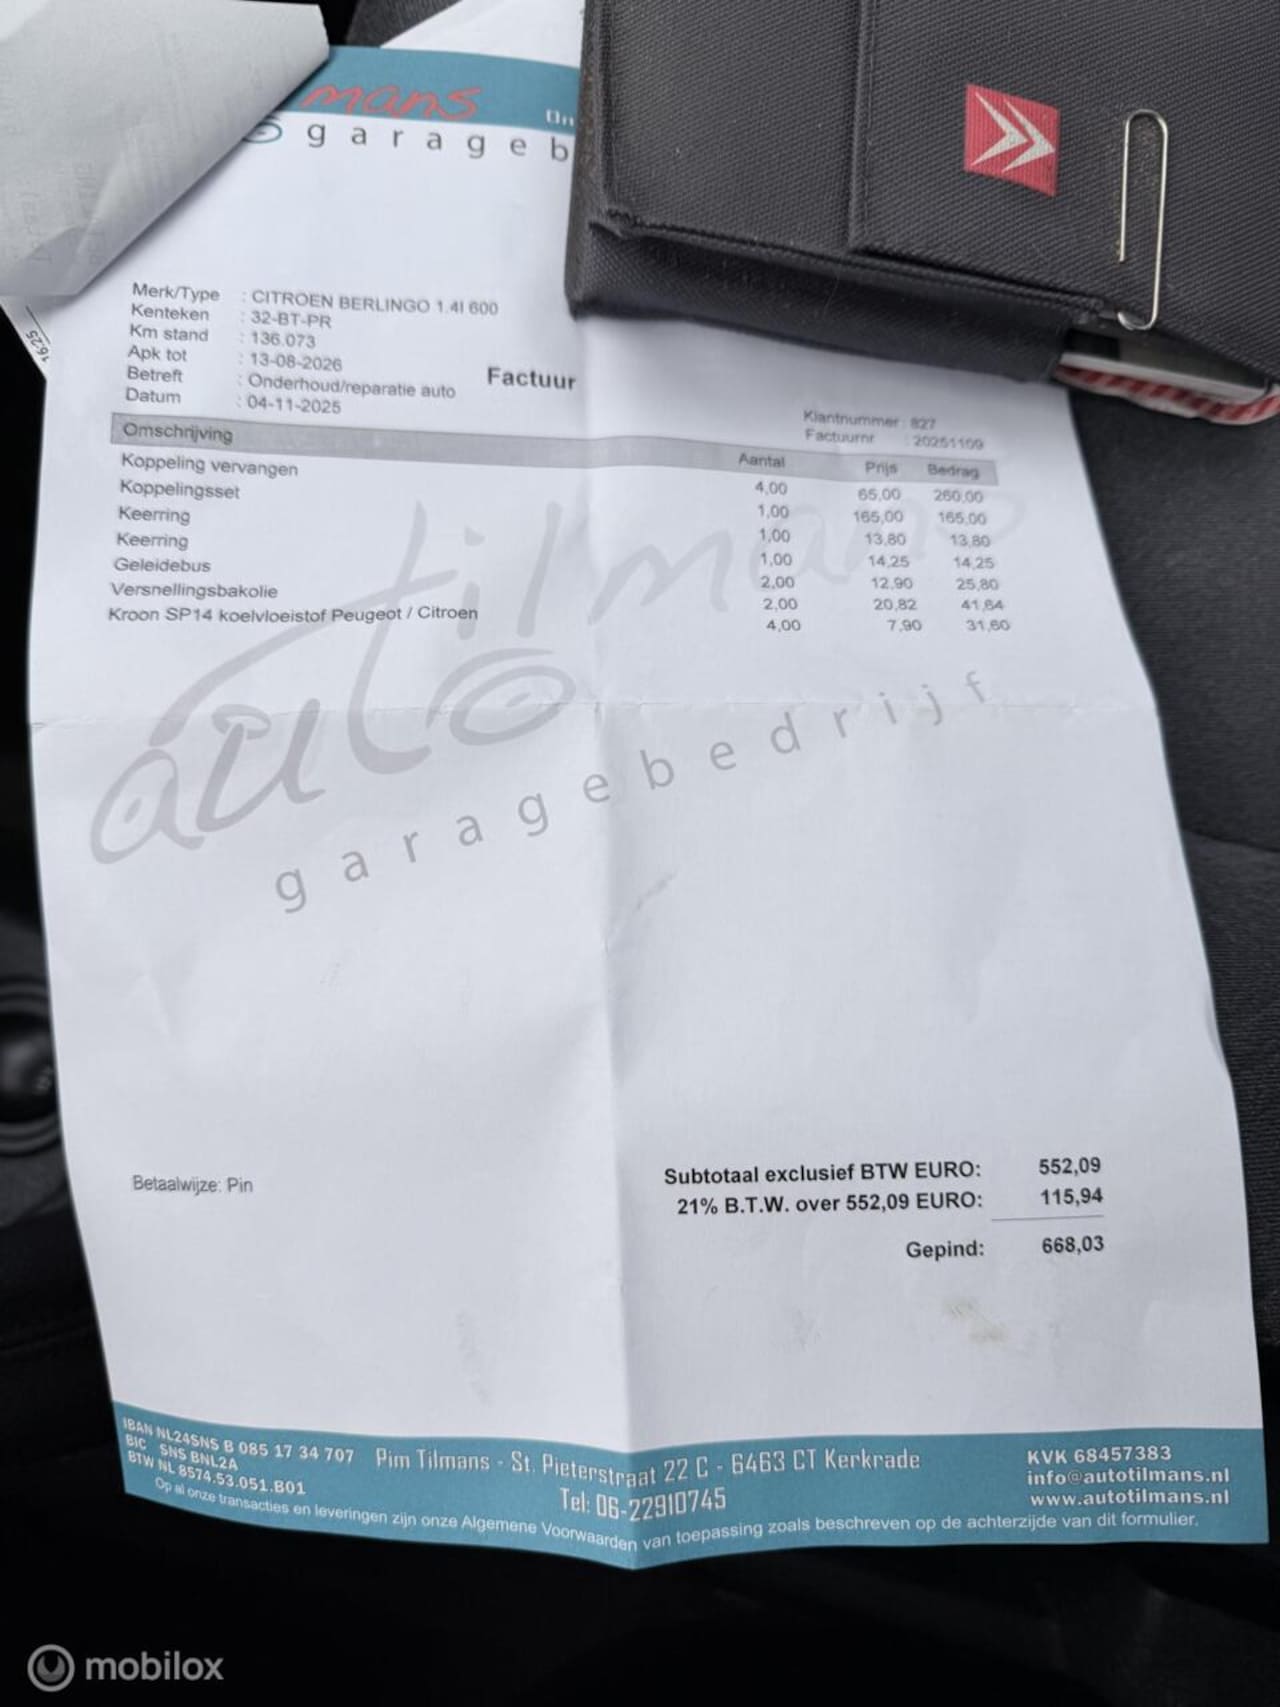 mans
garageb
Merk/Type : CITROEN BERLINGO 1.4I 600
Kenteken : 32-BT-PR
Km stand : 136.073
Apk tot : 13-08-2026
Betreft : Onderhoud/reparatie auto
Datum : 04-11-2025
Factuur
Klantnummer : 827
Factuurnr : 20251109
Omschrijving Aantal Prijs Bedrag
Koppeling vervangen 4,00 65,00 260,00
Koppelingsset 1,00 165,00 165,00
Keerring 1,00 13,80 13,80
Keerring 1,00 14,25 14,25
Geleidebus 2,00 12,90 25,80
Versnellingsbakolie 2,00 20,82 41,64
Kroon SP14 koelvloeistof Peugeot / Citroen 4,00 7,90 31,60
auto tilmans
garagebedrijf
Betaalwijze: Pin
Subtotaal exclusief BTW EURO: 552,09
21% B.T.W. over 552,09 EURO: 115,94
Gepind: 668,03
IBAN NL24SNS B 085 17 34 707
BIC SNS BNL2A
BTW NL 8574.53.051.B01
Pim Tilmans - St. Pieterstraat 22 C - 6463 CT Kerkrade
Tel: 06-22910745
KVK 68457383
info@autotilmans.nl
www.autotilmans.nl
Op al onze transacties en leveringen zijn onze Algemene Voorwaarden van toepassing zoals beschreven op de achterzijde van dit formulier.
16:25
mobilox